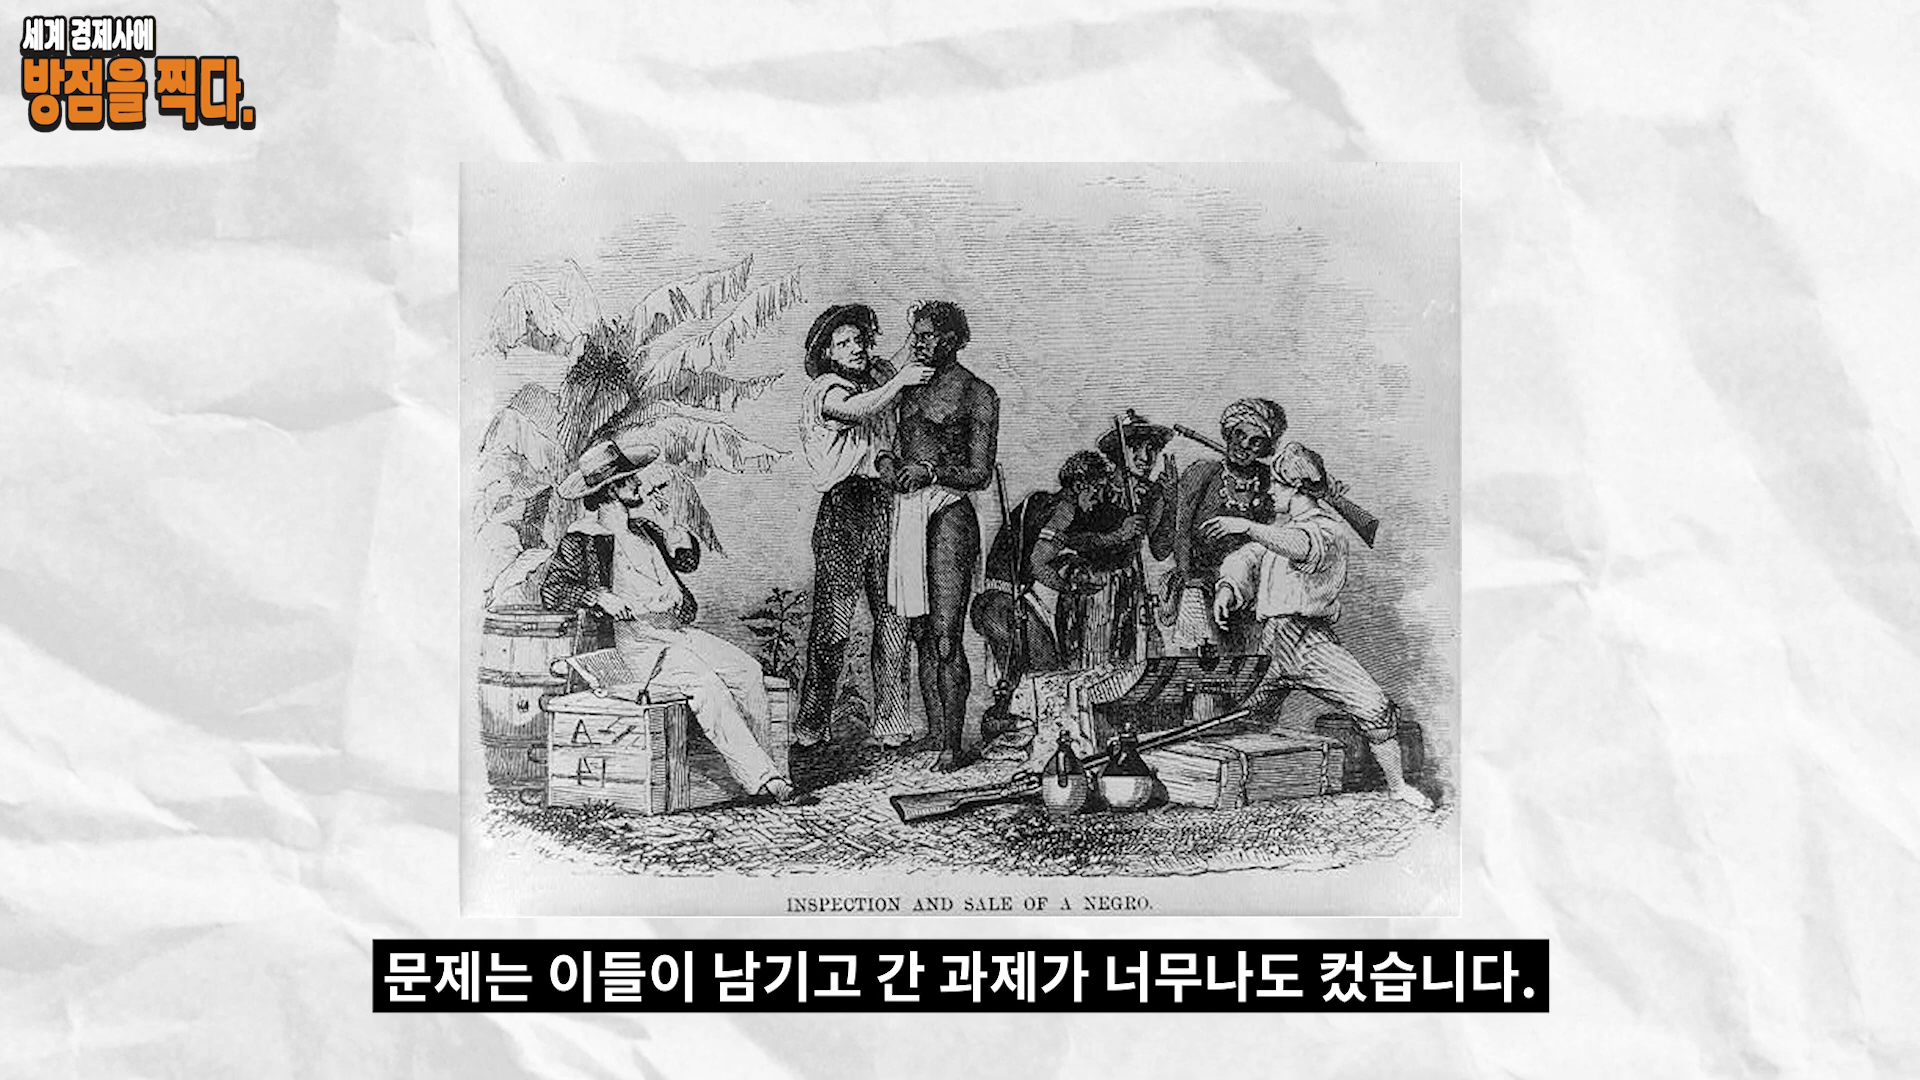 세계 경제사에
방점을 찍다.
INSPECTION AND SALE OF A NEGRO.
문제는 이들이 남기고 간 과제가 너무나도 컸습니다.